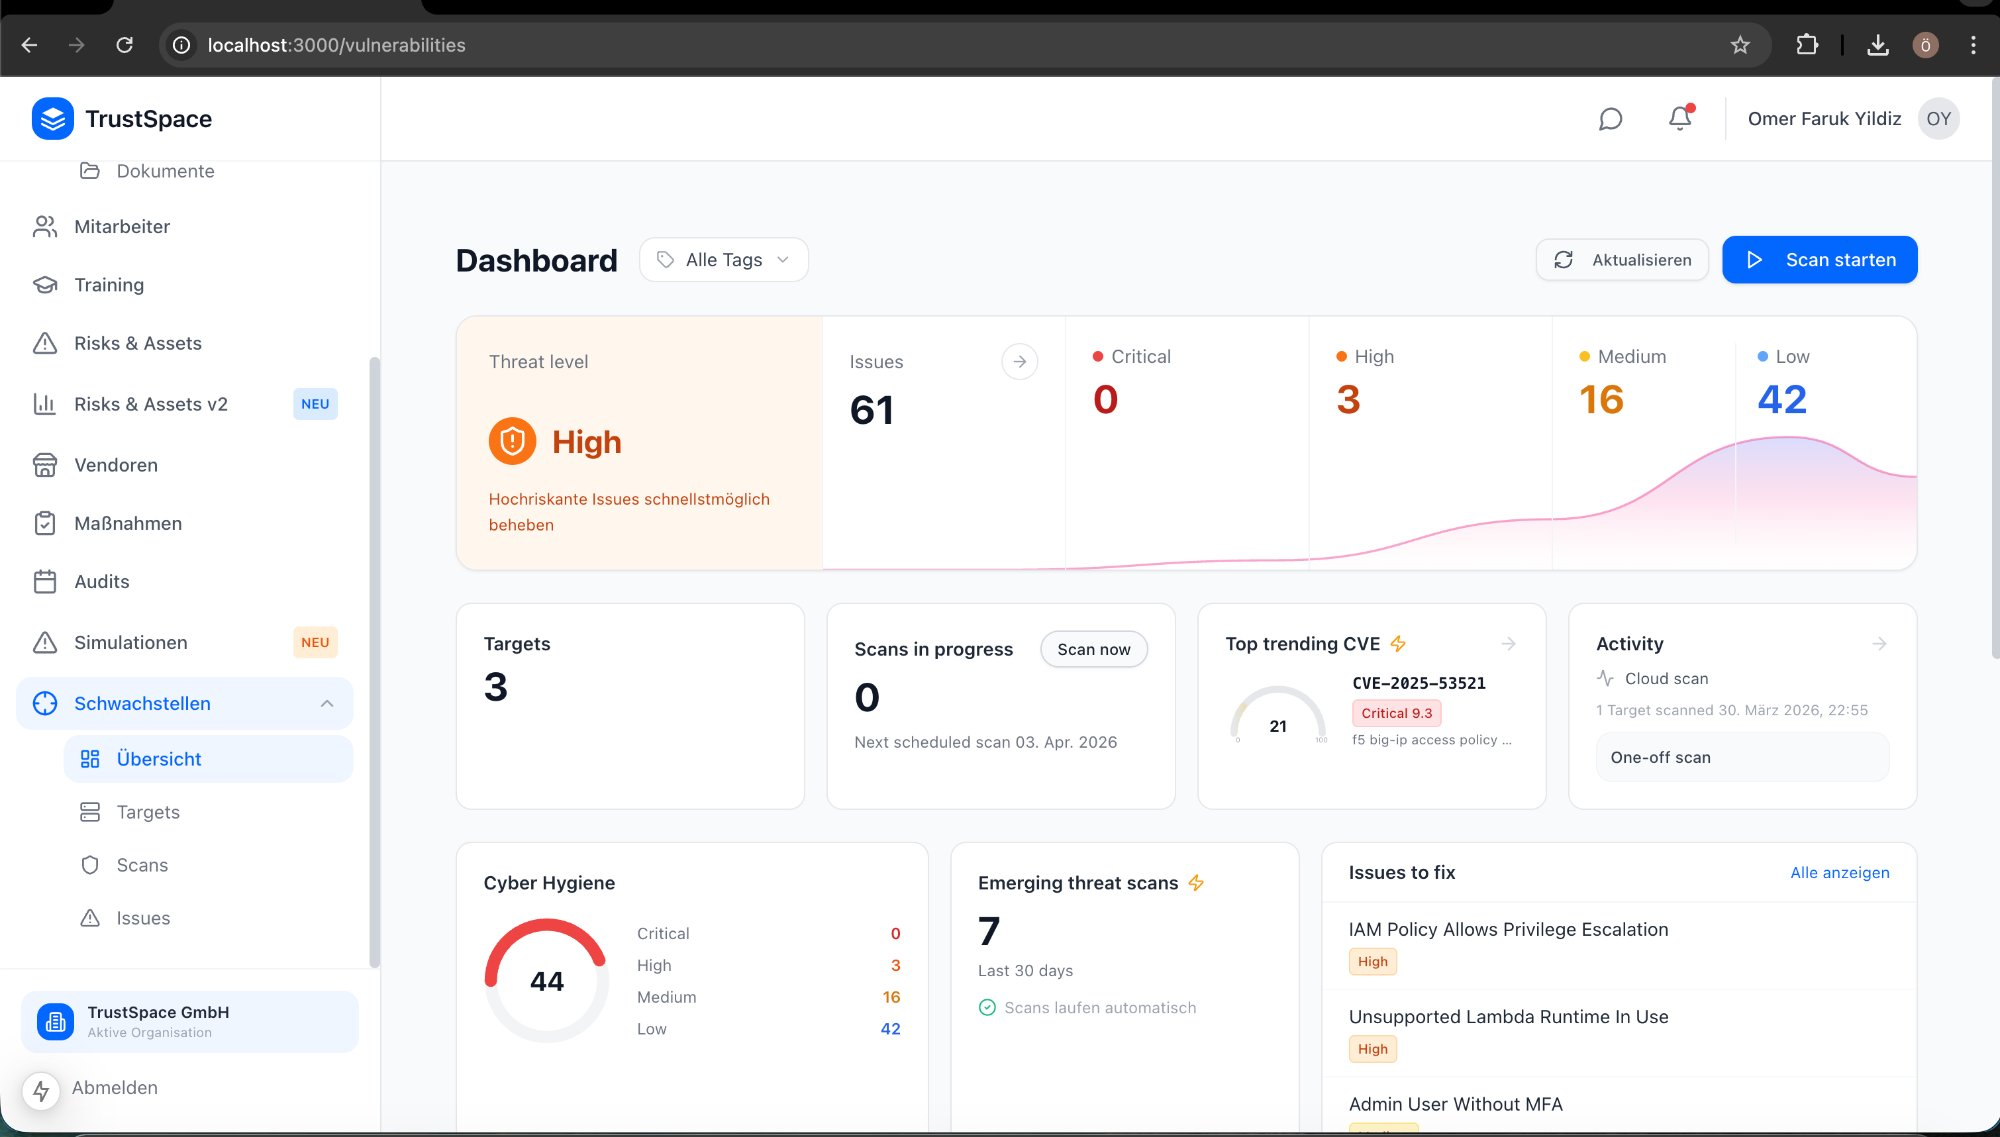 localhost:3000/vulnerabilities
Ö
TrustSpace
Omer Faruk Yildiz
OY
Dokumente
Mitarbeiter
Training
Risks & Assets
Risks & Assets v2
NEU
Vendoren
Maßnahmen
Audits
Simulationen
NEU
Schwachstellen
Übersicht
Targets
Scans
Issues
TrustSpace GmbH
Aktive Organisation
Abmelden
Dashboard
Alle Tags
Aktualisieren
Scan starten
Threat level
High
Hochriskante Issues schnellstmöglich
beheben
Issues
61
Critical
0
High
3
Medium
16
Low
42
Targets
3
Scans in progress
Scan now
0
Next scheduled scan 03. Apr. 2026
Top trending CVE
21
0
100
CVE-2025-53521
Critical 9.3
f5 big-ip access policy ...
Activity
Cloud scan
1 Target scanned 30. März 2026, 22:55
One-off scan
Cyber Hygiene
44
Critical 0
High 3
Medium 16
Low 42
Emerging threat scans
7
Last 30 days
Scans laufen automatisch
Issues to fix
Alle anzeigen
IAM Policy Allows Privilege Escalation
High
Unsupported Lambda Runtime In Use
High
Admin User Without MFA